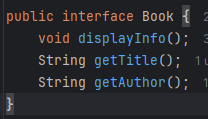 public interface Book {
    void displayInfo();
    String getTitle();
    String getAuthor();
}